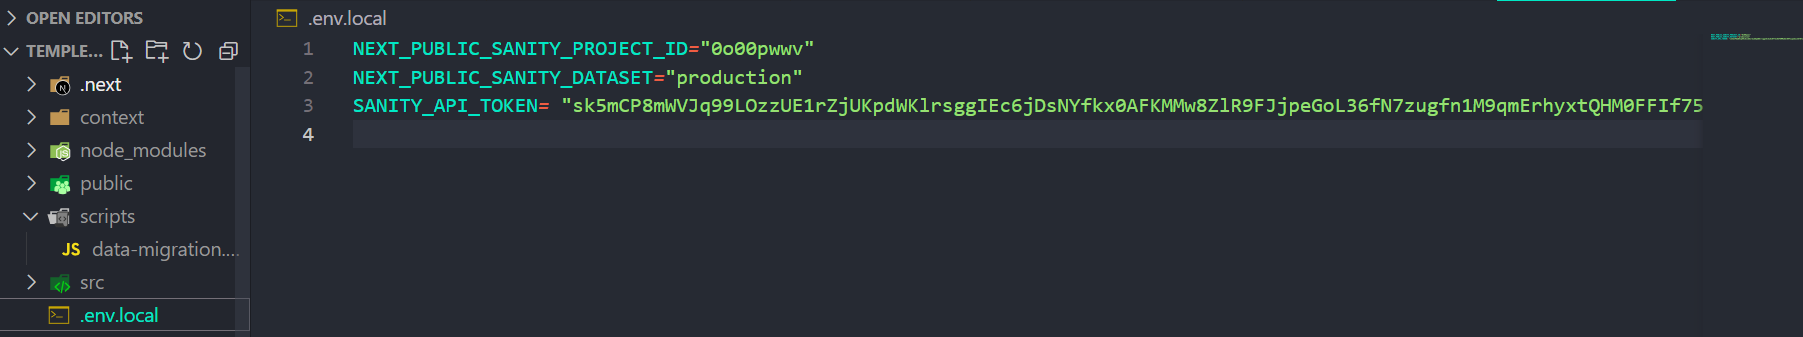 OPEN EDITORS
TEMPLE...
.next
context
node_modules
public
scripts
JS data-migration....
src
.env.local
.env.local
1 NEXT_PUBLIC_SANITY_PROJECT_ID="0o00pwwv"
2 NEXT_PUBLIC_SANITY_DATASET="production"
3 SANITY_API_TOKEN= "sk5mCP8mWVJq99LOzzUE1rZjUKpdWKlrsggIEc6jDsNYfkx0AFKMMw8ZlR9FJjpeGoL36fN7zugfn1M9qmErhyxtQHM0FFIf75
4